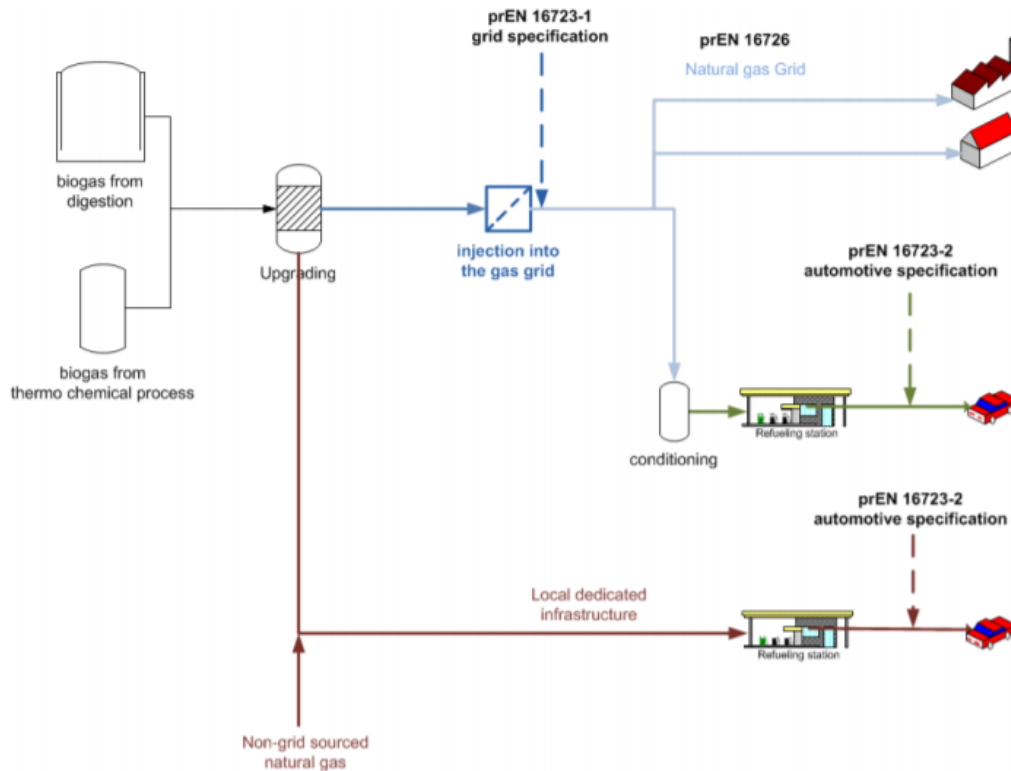 prEN 16723-1
grid specification
prEN 16726
Natural gas Grid
biogas from
digestion
Upgrading
injection into
the gas grid
prEN 16723-2
automotive specification
biogas from
thermo chemical process
Refueling station
conditioning
prEN 16723-2
automotive specification
Local dedicated
infrastructure
Refueling station
Non-grid sourced
natural gas